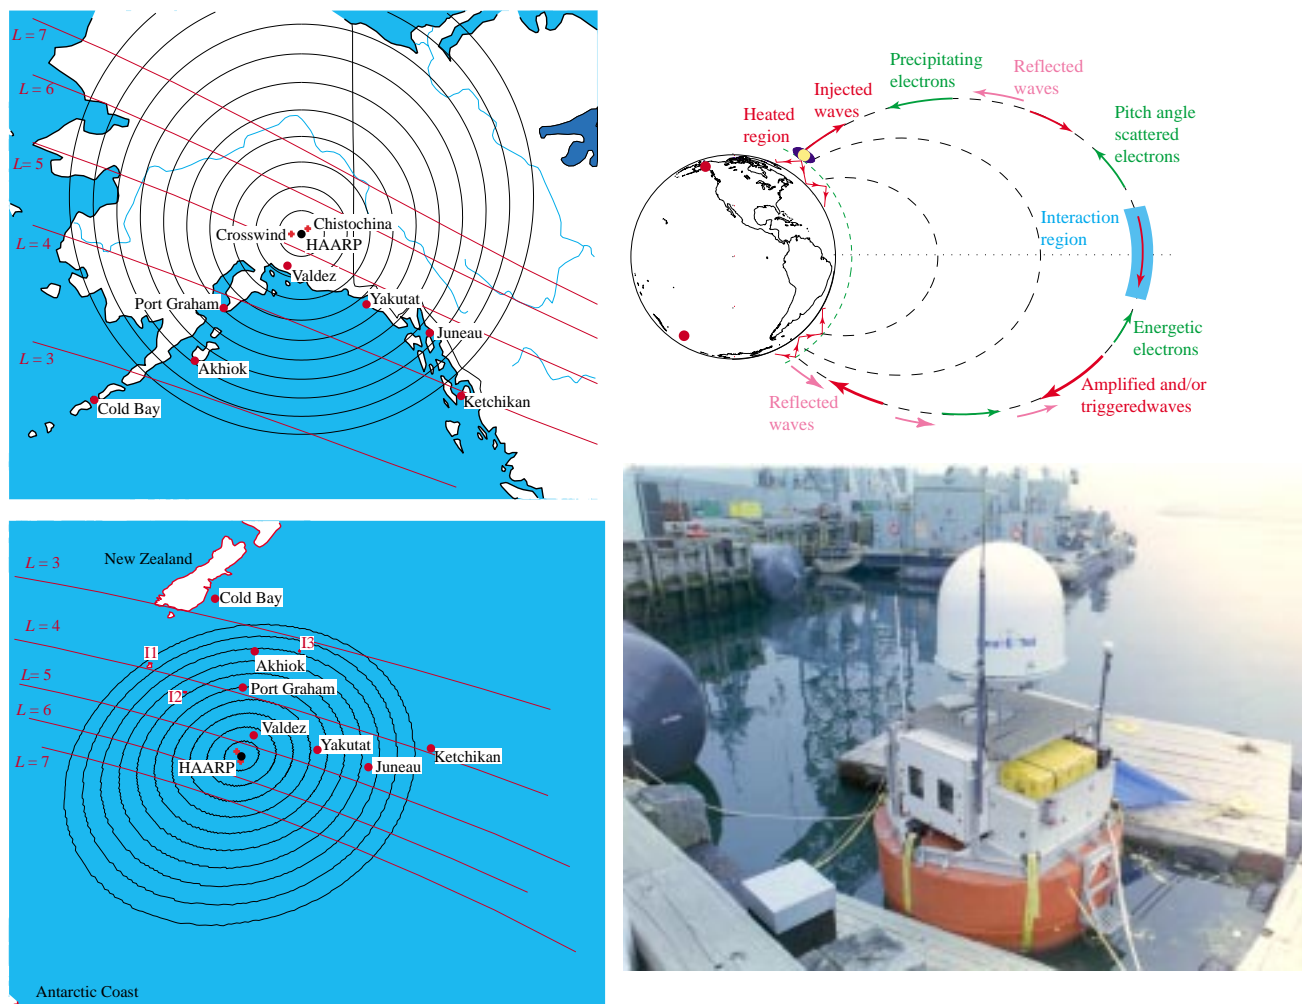 L = 7
L = 6
L= 5
L = 4
L = 3
Chistochina
Crosswind
HAARP
Valdez
Port Graham
Yakutat
Juneau
Akhiok
Cold Bay
Ketchikan
Precipitating
electrons
Reflected
waves
Injected
waves
Heated
region
Pitch angle
scattered
electrons
Interaction
region
Energetic
electrons
Amplified and/or
triggeredwaves
Reflected
waves
New Zealand
L = 3
Cold Bay
L = 4
I1
I3
Akhiok
L= 5
I2
Port Graham
L = 6
Valdez
Yakutat
L = 7
HAARP
Juneau
Ketchikan
Antarctic Coast